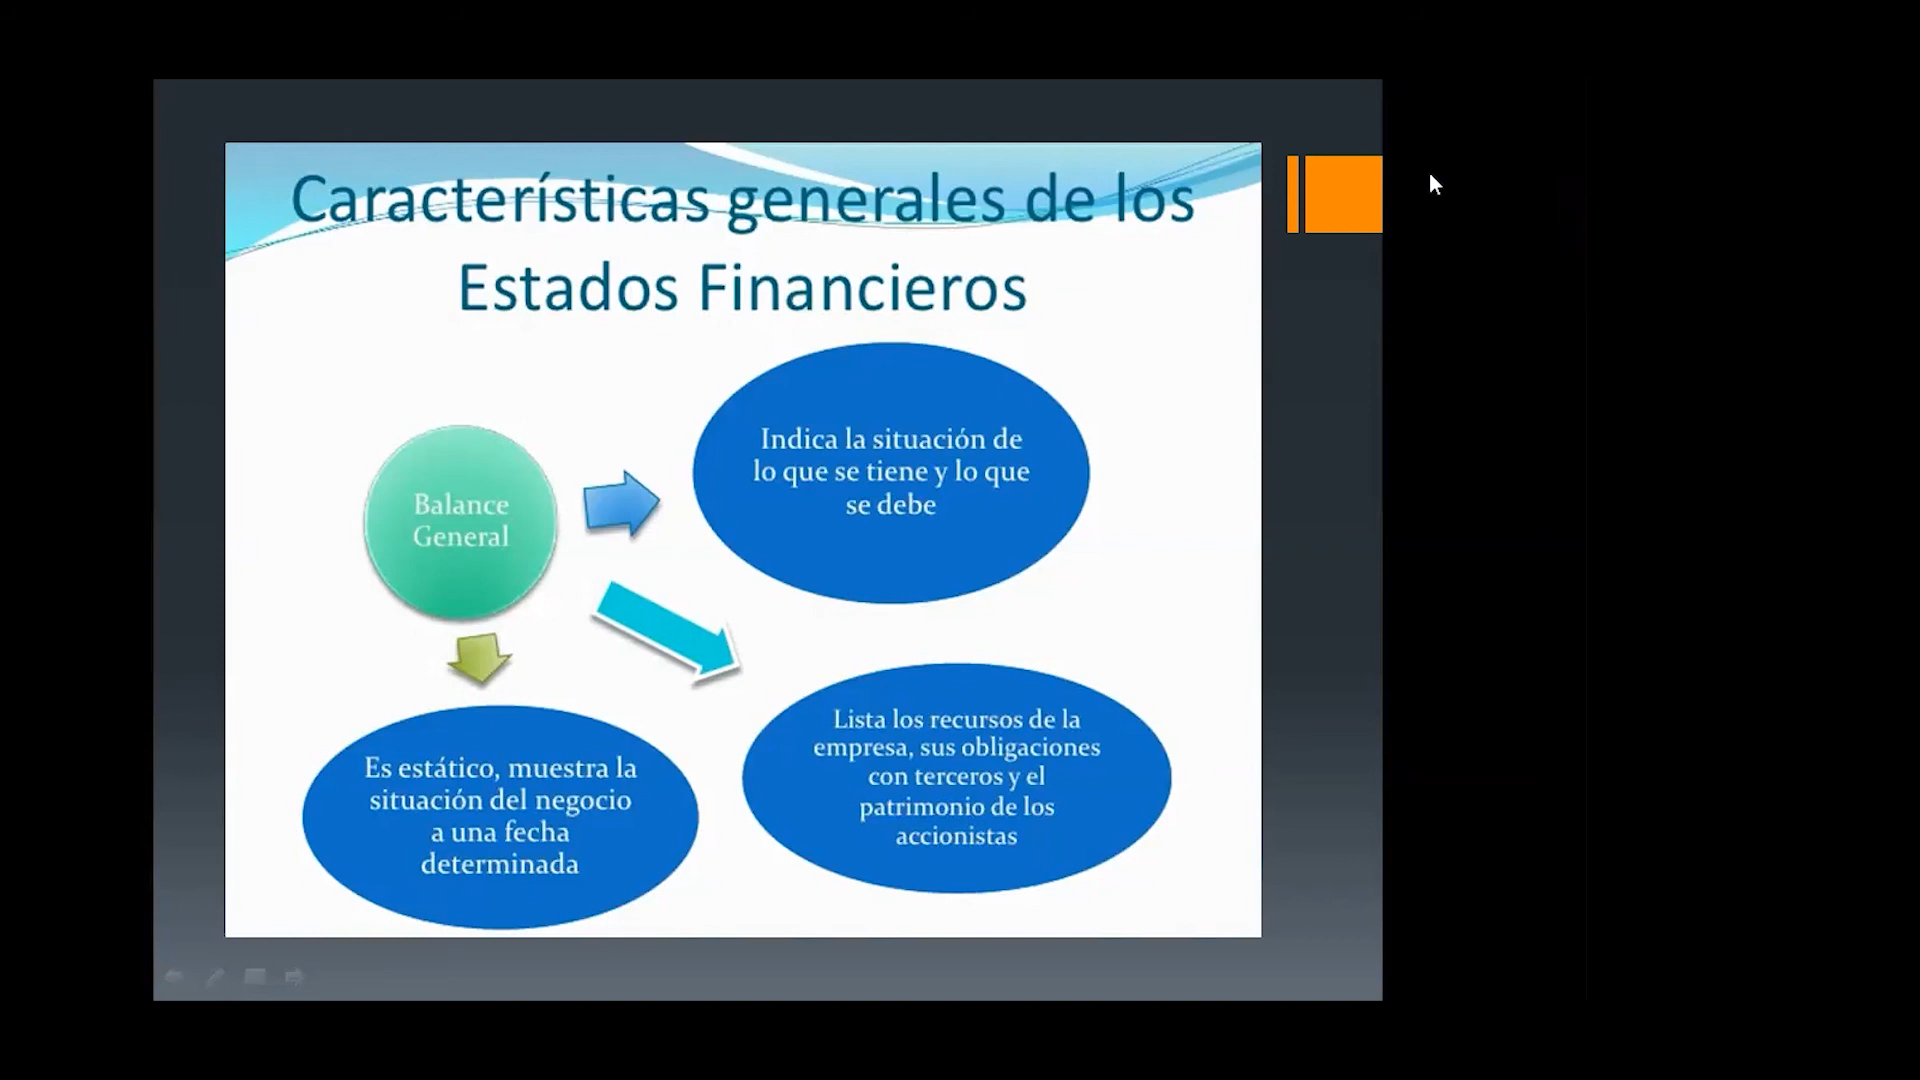 Características generales de los
Estados Financieros
Balance
General
Indica la situación de
lo que se tiene y lo que
se debe
Lista los recursos de la
empresa, sus obligaciones
con terceros y el
patrimonio de los
accionistas
Es estático, muestra la
situación del negocio
a una fecha
determinada